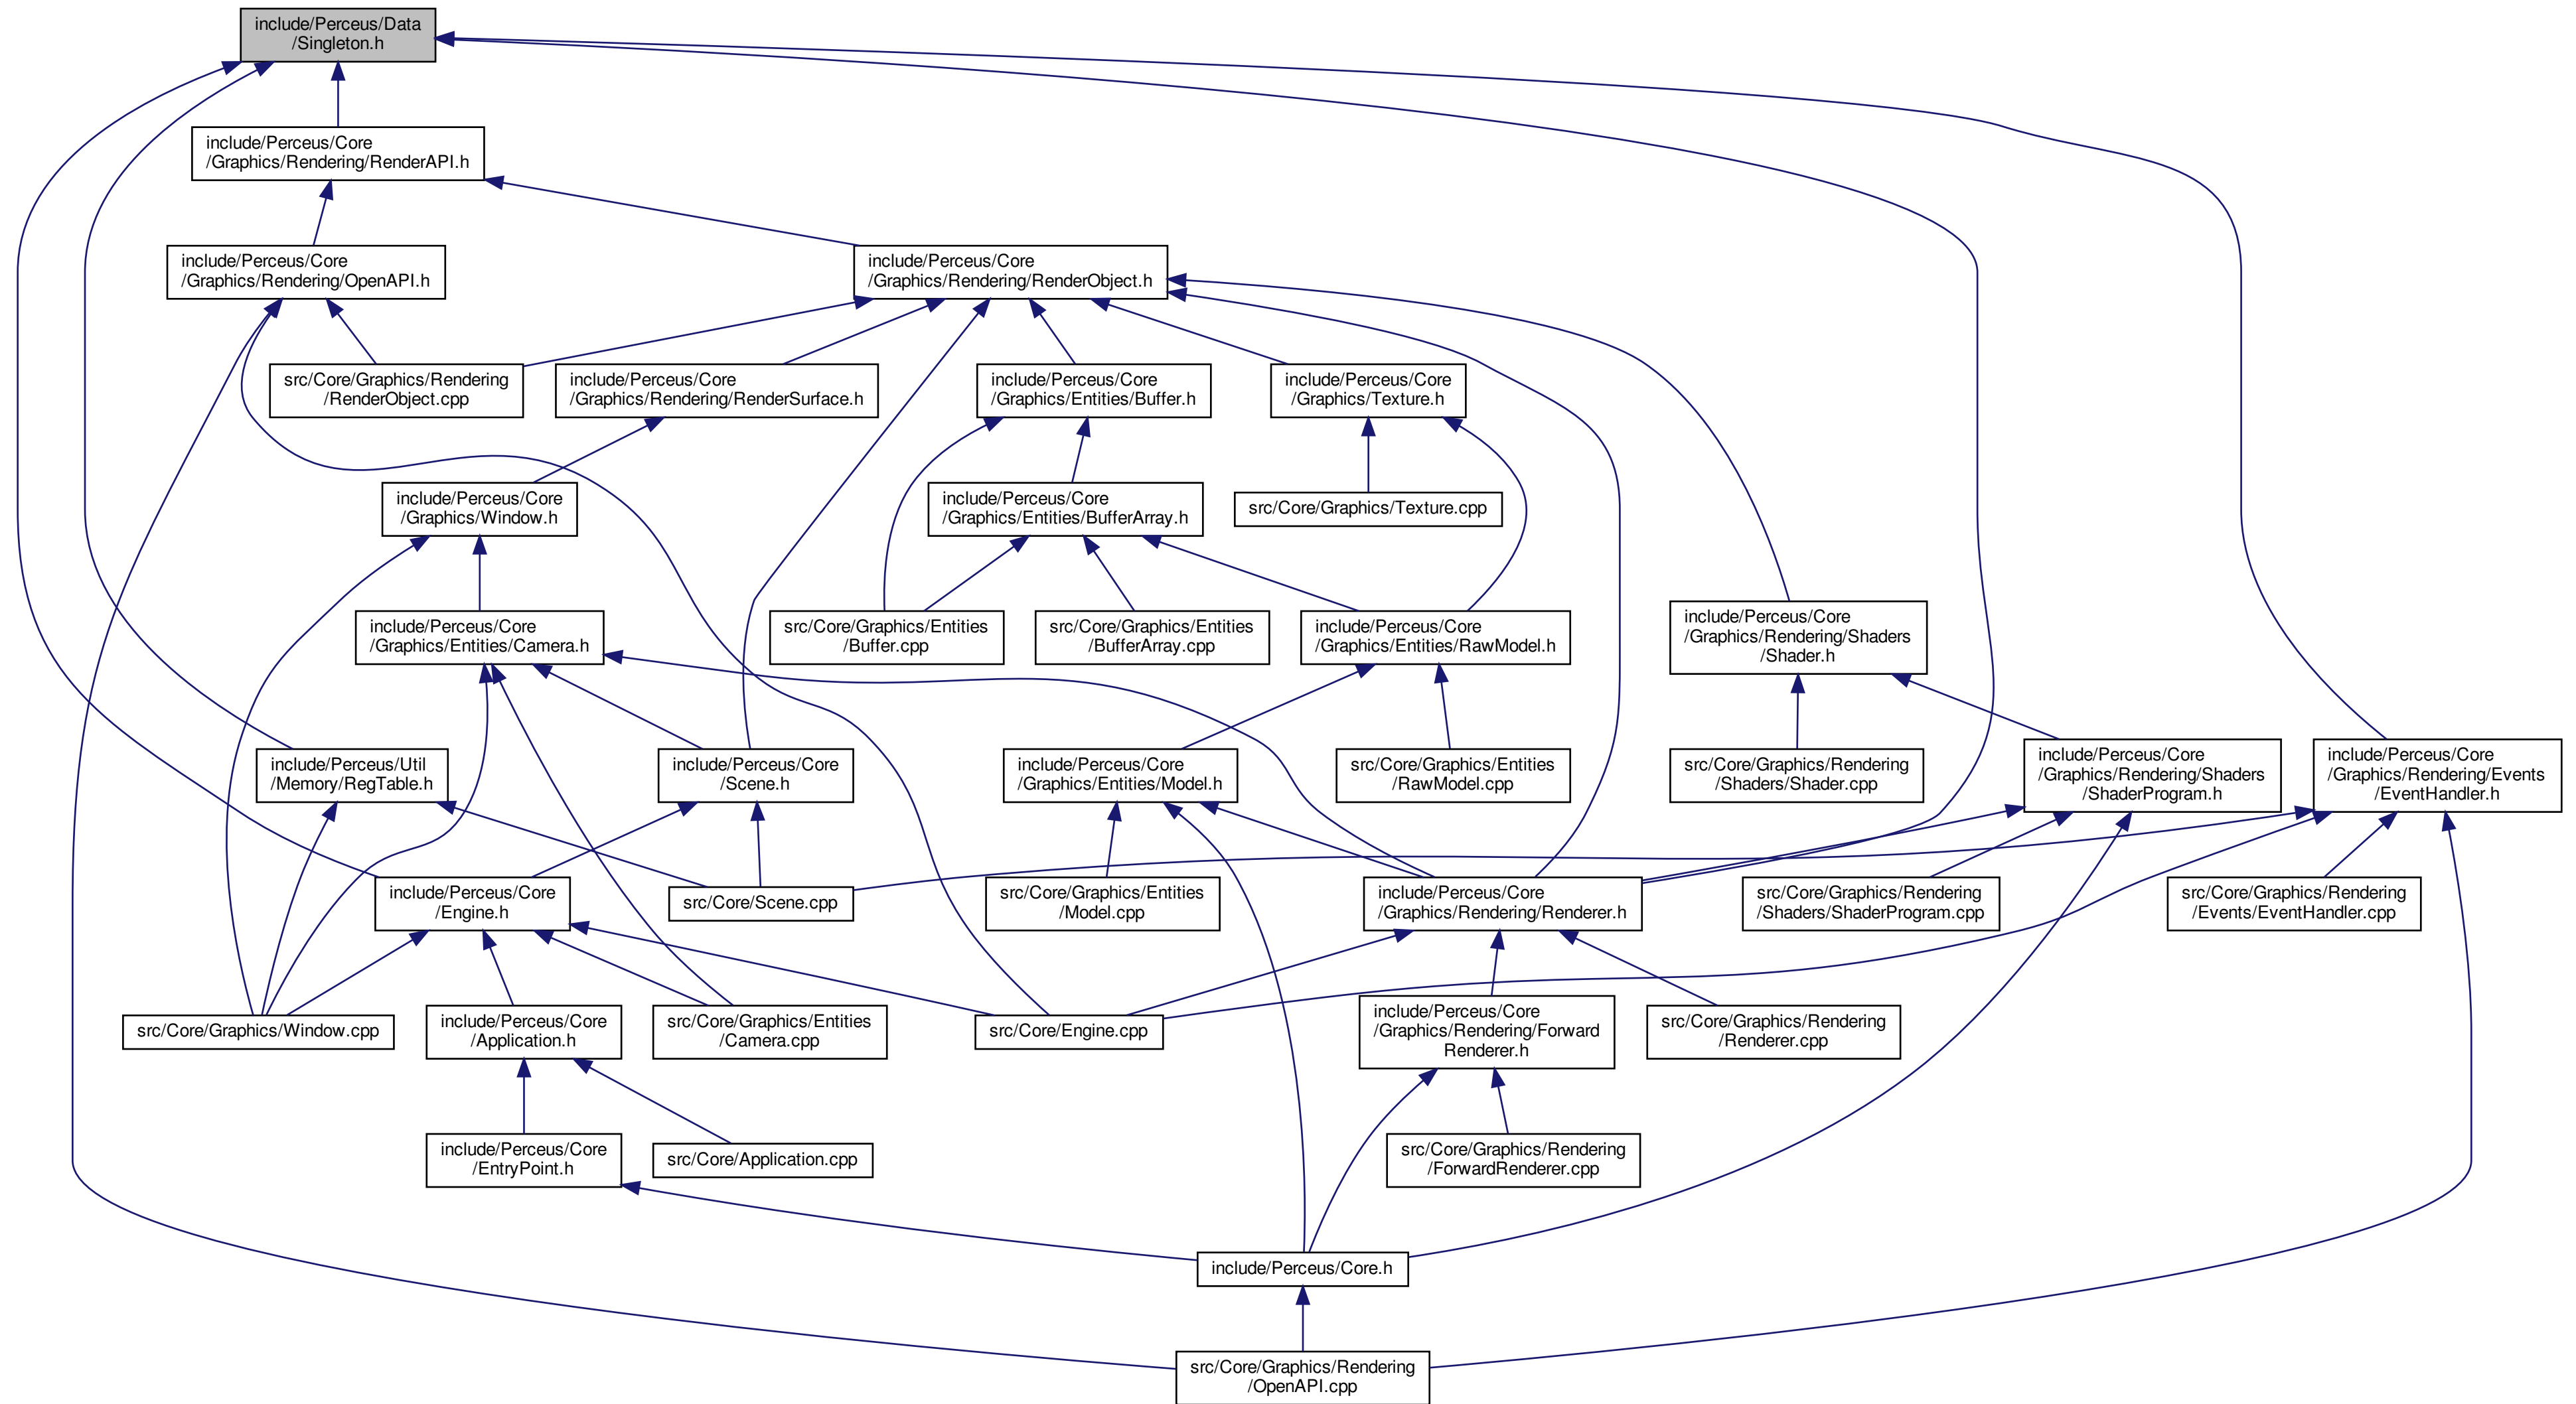 include/Perceus/Data
/Singleton.h
include/Perceus/Core
/Graphics/Rendering/RenderAPI.h
include/Perceus/Core
/Graphics/Rendering/OpenAPI.h
include/Perceus/Core
/Graphics/Rendering/RenderObject.h
src/Core/Graphics/Rendering
/RenderObject.cpp
include/Perceus/Core
/Graphics/Rendering/RenderSurface.h
include/Perceus/Core
/Graphics/Entities/Buffer.h
include/Perceus/Core
/Graphics/Texture.h
include/Perceus/Core
/Graphics/Window.h
include/Perceus/Core
/Graphics/Entities/BufferArray.h
src/Core/Graphics/Texture.cpp
include/Perceus/Core
/Graphics/Entities/Camera.h
src/Core/Graphics/Entities
/Buffer.cpp
src/Core/Graphics/Entities
/BufferArray.cpp
include/Perceus/Core
/Graphics/Entities/RawModel.h
include/Perceus/Core
/Graphics/Rendering/Shaders
/Shader.h
include/Perceus/Util
/Memory/RegTable.h
include/Perceus/Core
/Scene.h
include/Perceus/Core
/Graphics/Entities/Model.h
src/Core/Graphics/Entities
/RawModel.cpp
src/Core/Graphics/Rendering
/Shaders/Shader.cpp
include/Perceus/Core
/Graphics/Rendering/Shaders
/ShaderProgram.h
include/Perceus/Core
/Graphics/Rendering/Events
/EventHandler.h
include/Perceus/Core
/Engine.h
src/Core/Scene.cpp
src/Core/Graphics/Entities
/Model.cpp
include/Perceus/Core
/Graphics/Rendering/Renderer.h
src/Core/Graphics/Rendering
/Shaders/ShaderProgram.cpp
src/Core/Graphics/Rendering
/Events/EventHandler.cpp
src/Core/Graphics/Window.cpp
include/Perceus/Core
/Application.h
src/Core/Graphics/Entities
/Camera.cpp
src/Core/Engine.cpp
include/Perceus/Core
/Graphics/Rendering/Forward
Renderer.h
src/Core/Graphics/Rendering
/Renderer.cpp
include/Perceus/Core
/EntryPoint.h
src/Core/Application.cpp
src/Core/Graphics/Rendering
/ForwardRenderer.cpp
include/Perceus/Core.h
src/Core/Graphics/Rendering
/OpenAPI.cpp